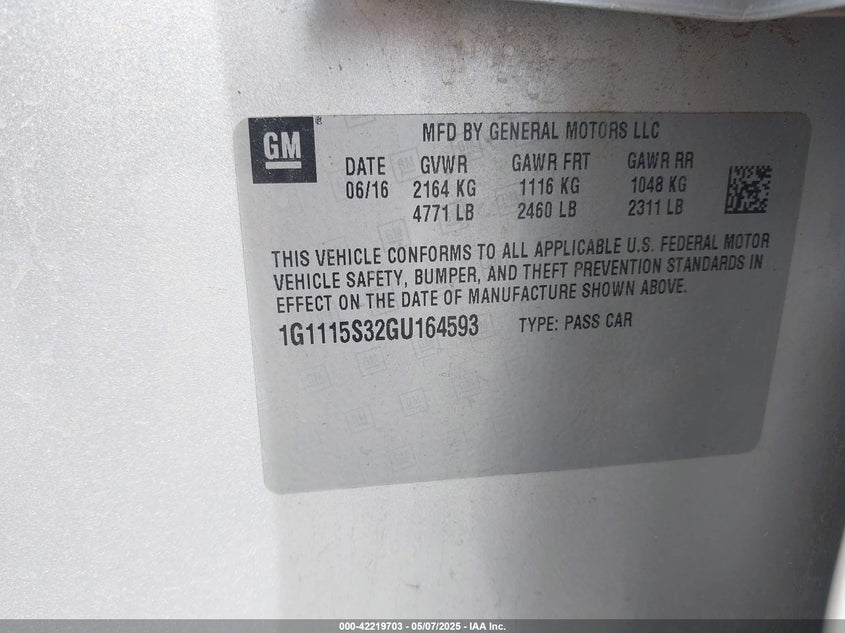 GM ®
MFD BY GENERAL MOTORS LLC
DATE GVWR GAWR FRT GAWR RR
06/16 2164 KG 1116 KG 1048 KG
4771 LB 2460 LB 2311 LB
THIS VEHICLE CONFORMS TO ALL APPLICABLE U.S. FEDERAL MOTOR
VEHICLE SAFETY, BUMPER, AND THEFT PREVENTION STANDARDS IN
EFFECT ON THE DATE OF MANUFACTURE SHOWN ABOVE.
1G1115S32GU164593 TYPE: PASS CAR
000-42219703 — 05/07/2025 — IAA Inc.